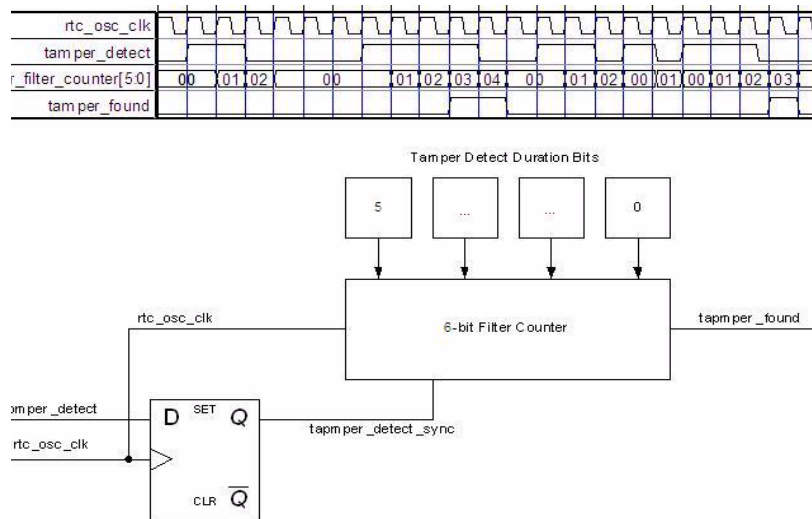 rtc_osc_clk
tamper_detect
r_filter_counter[5:0] 00 01 02 00 01 02 03 04 00 01 02 00 01 00 01 02 03
tamper_found
Tamper Detect Duration Bits
5 ... ... 0
rtc_osc_clk
6-bit Filter Counter
tapmper_found
pmper_detect
D SET Q
tapmper_detect_sync
rtc_osc_clk
CLR Q